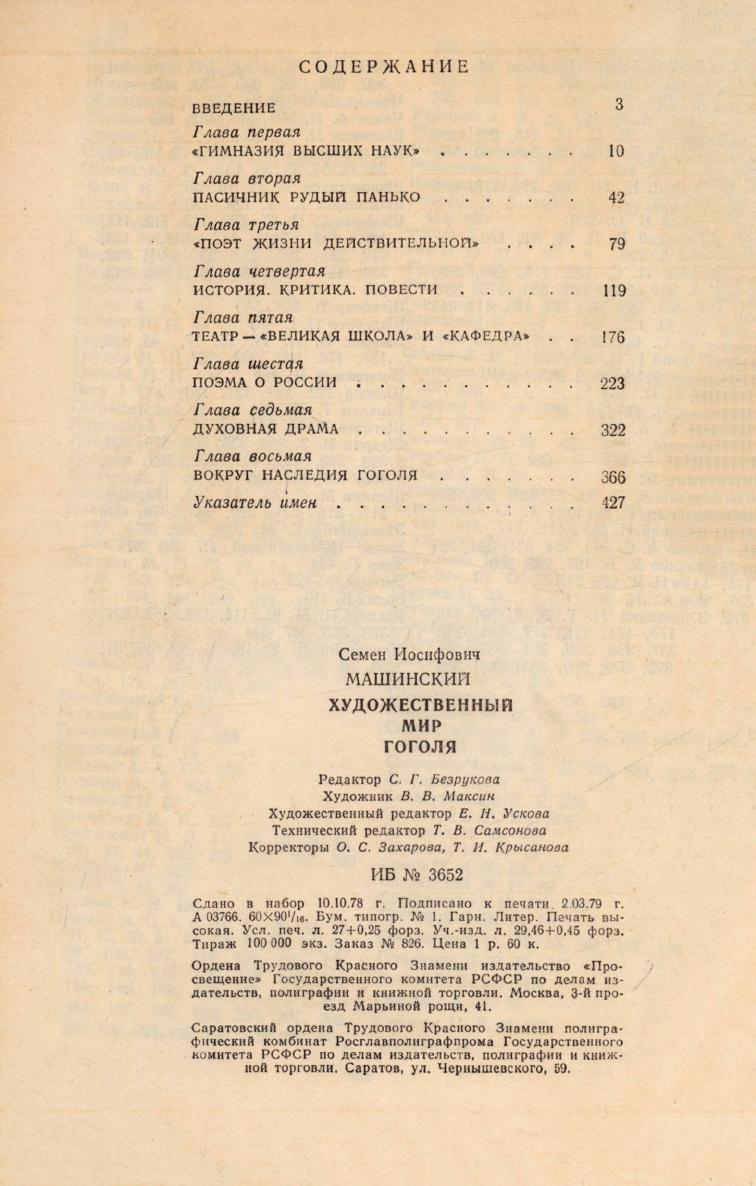 СОДЕРЖАНИЕ
ВВЕДЕНИЕ 3
Глава первая
«ГИМНАЗИЯ ВЫСШИХ НАУК» . . . . . . . 10
Глава вторая
ПАСИЧНИК РУДЫЙ ПАНЬКО . . . . . . . 42
Глава третья
«ПОЭТ ЖИЗНИ ДЕЙСТВИТЕЛЬНОЙ» . . . . 79
Глава четвертая
ИСТОРИЯ. КРИТИКА. ПОВЕСТИ . . . . . . 119
Глава пятая
ТЕАТР — «ВЕЛИКАЯ ШКОЛА» И «КАФЕДРА» . . 176
Глава шестая
ПОЭМА О РОССИИ . . . . . . . . . . 223
Глава седьмая
ДУХОВНАЯ ДРАМА . . . . . . . . . . 322
Глава восьмая
ВОКРУГ НАСЛЕДИЯ ГОГОЛЯ . . . . . . . 366
Указатель имен . . . . . . . . . . . 427
Семен Иосифович
МАШИНСКИЙ
ХУДОЖЕСТВЕННЫЙ
МИР
ГОГОЛЯ
Редактор С. Г. Безрукова
Художник В. В. Максин
Художественный редактор Е. Н. Ускова
Технический редактор Т. В. Самсонова
Корректоры О. С. Захарова, Т. И. Крысанова
ИБ № 3652
Сдано в набор 10.10.78 г. Подписано к печати 2.03.79 г.
А 03766. 60×90¹/₁₆. Бум. типогр. № 1. Гарн. Литер. Печать вы-
сокая. Усл. печ. л. 27+0,25 форз. Уч.-изд. л. 29,46+0,45 форз.
Тираж 100 000 экз. Заказ № 826. Цена 1 р. 60 к.
Ордена Трудового Красного Знамени издательство «Про-
свещение» Государственного комитета РСФСР по делам из-
дательств, полиграфии и книжной торговли. Москва, 3-й про-
езд Марьиной рощи, 41.
Саратовский ордена Трудового Красного Знамени полигра-
фический комбинат Росглавполиграфпрома Государственного
комитета РСФСР по делам издательств, полиграфии и книж-
ной торговли. Саратов, ул. Чернышевского, 59.